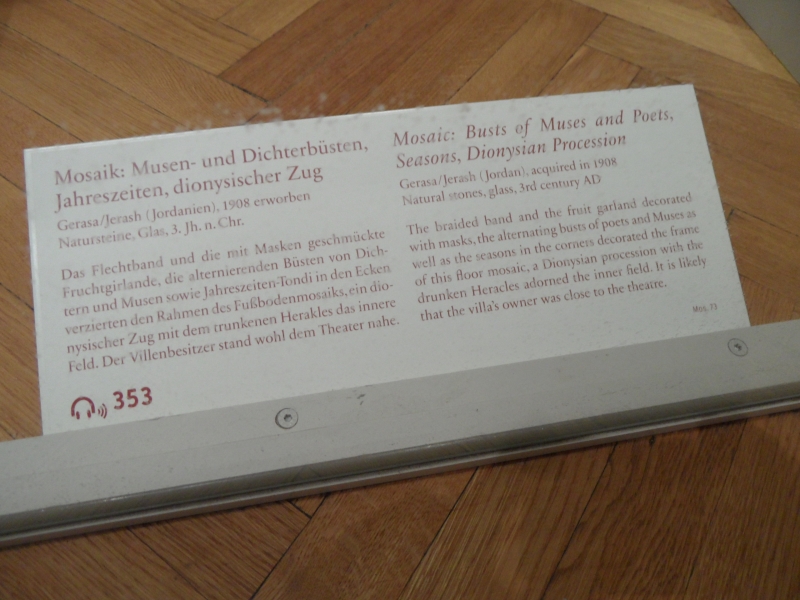 Mosaik: Musen- und Dichterbüsten,
Jahreszeiten, dionysischer Zug
Gerasa/Jerash (Jordanien), 1908 erworben
Natursteine, Glas, 3. Jh. n. Chr.
Das Flechtband und die mit Masken geschmückte
Fruchtgirlande, die alternierenden Büsten von Dich-
tern und Musen sowie Jahreszeiten-Tondi in den Ecken
verzierten den Rahmen des Fußbodenmosaiks, ein dio-
nysischer Zug mit dem trunkenen Herakles das innere
Feld. Der Villenbesitzer stand wohl dem Theater nahe.
353
Mosaic: Busts of Muses and Poets,
Seasons, Dionysian Procession
Gerasa/Jerash (Jordan), acquired in 1908
Natural stones, glass, 3rd century AD
The braided band and the fruit garland decorated
with masks, the alternating busts of poets and Muses as
well as the seasons in the corners decorated the frame
of this floor mosaic, a Dionysian procession with the
drunken Heracles adorned the inner field. It is likely
that the villa's owner was close to the theatre.
Mos. 73